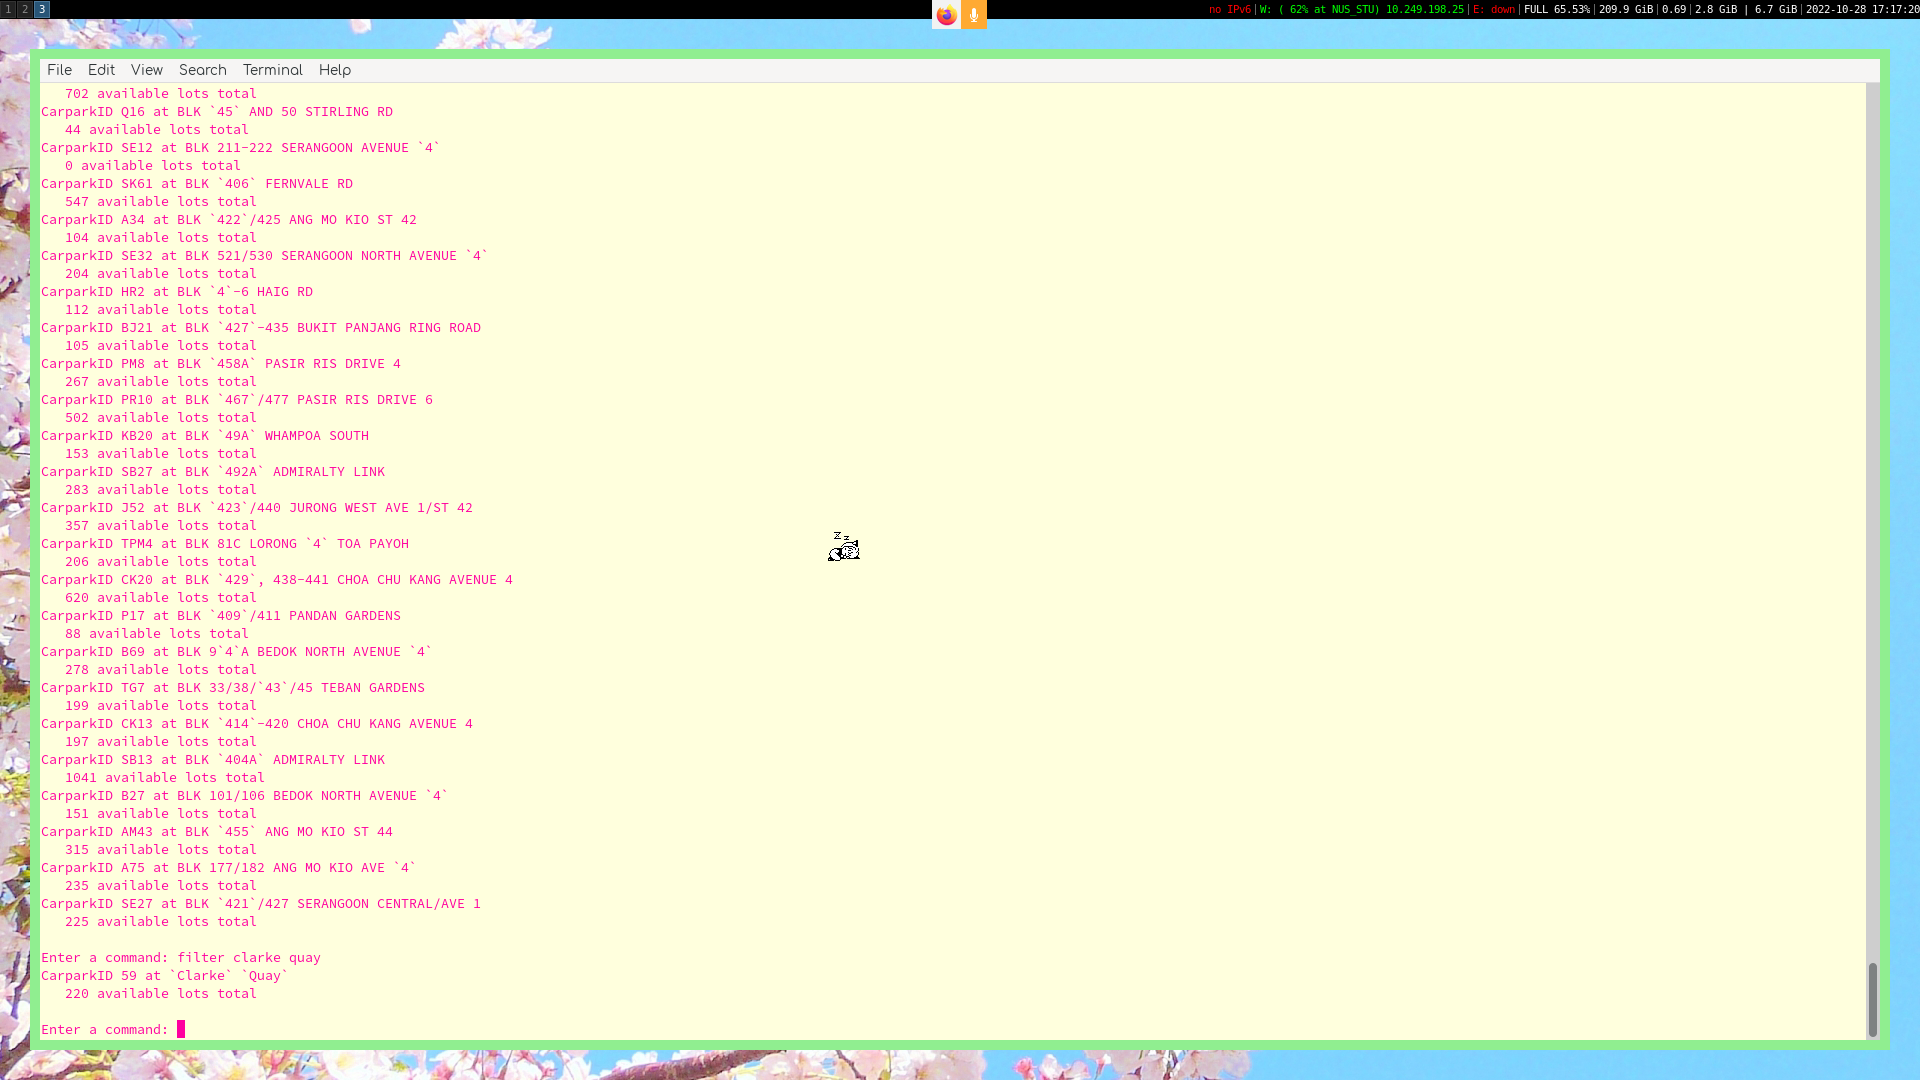 1 2 3
no IPv6|W: ( 62% at NUS_STU) 10.249.198.25|E: down|FULL 65.53%|209.9 GiB|0.69|2.8 GiB | 6.7 GiB|2022-10-28 17:17:20
File Edit View Search Terminal Help
702 available lots total
CarparkID Q16 at BLK `45` AND 50 STIRLING RD
44 available lots total
CarparkID SE12 at BLK 211-222 SERANGOON AVENUE `4`
0 available lots total
CarparkID SK61 at BLK `406` FERNVALE RD
547 available lots total
CarparkID A34 at BLK `422`/425 ANG MO KIO ST 42
104 available lots total
CarparkID SE32 at BLK 521/530 SERANGOON NORTH AVENUE `4`
204 available lots total
CarparkID HR2 at BLK `4`-6 HAIG RD
112 available lots total
CarparkID BJ21 at BLK `427`-435 BUKIT PANJANG RING ROAD
105 available lots total
CarparkID PM8 at BLK `458A` PASIR RIS DRIVE 4
267 available lots total
CarparkID PR10 at BLK `467`/477 PASIR RIS DRIVE 6
502 available lots total
CarparkID KB20 at BLK `49A` WHAMPOA SOUTH
153 available lots total
CarparkID SB27 at BLK `492A` ADMIRALTY LINK
283 available lots total
CarparkID J52 at BLK `423`/440 JURONG WEST AVE 1/ST 42
357 available lots total
CarparkID TPM4 at BLK 81C LORONG `4` TOA PAYOH
206 available lots total
CarparkID CK20 at BLK `429`, 438-441 CHOA CHU KANG AVENUE 4
620 available lots total
CarparkID P17 at BLK `409`/411 PANDAN GARDENS
88 available lots total
CarparkID B69 at BLK 9`4`A BEDOK NORTH AVENUE `4`
278 available lots total
CarparkID TG7 at BLK 33/38/`43`/45 TEBAN GARDENS
199 available lots total
CarparkID CK13 at BLK `414`-420 CHOA CHU KANG AVENUE 4
197 available lots total
CarparkID SB13 at BLK `404A` ADMIRALTY LINK
1041 available lots total
CarparkID B27 at BLK 101/106 BEDOK NORTH AVENUE `4`
151 available lots total
CarparkID AM43 at BLK `455` ANG MO KIO ST 44
315 available lots total
CarparkID A75 at BLK 177/182 ANG MO KIO AVE `4`
235 available lots total
CarparkID SE27 at BLK `421`/427 SERANGOON CENTRAL/AVE 1
225 available lots total
Enter a command: filter clarke quay
CarparkID 59 at `Clarke` `Quay`
220 available lots total
Enter a command:
zz